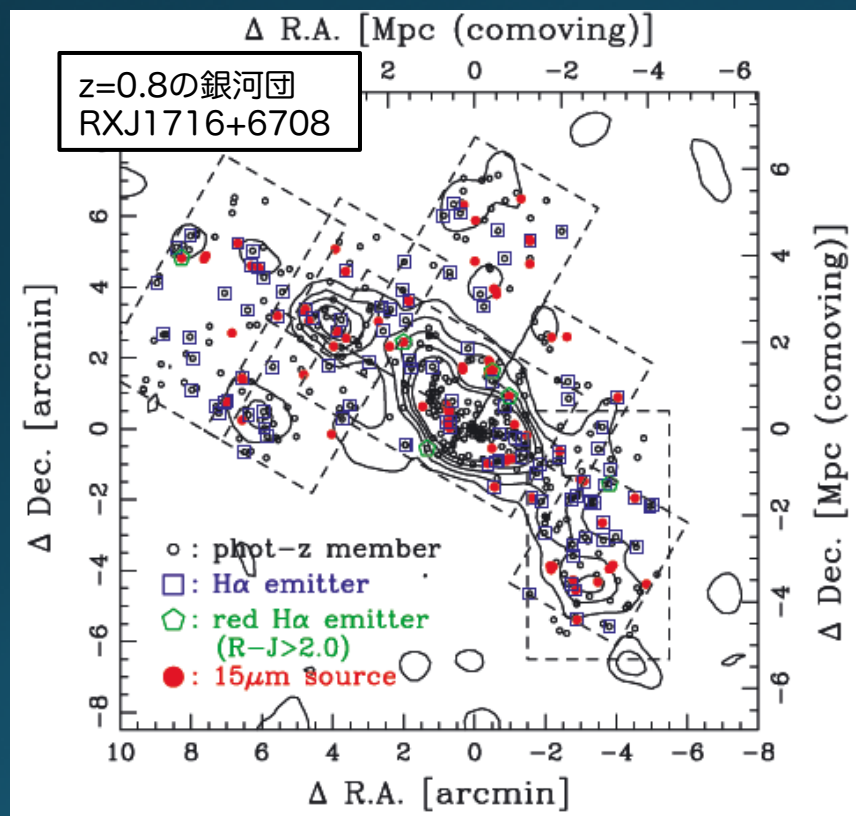 Δ R.A. [Mpc (comoving)]
2 0 -2 -4 -6
z=0.8の銀河団
RXJ1716+6708
Δ Dec. [arcmin]
6
4
2
0
-2
-4
-6
-8
6
4
2
0
-2
-4
-6
Δ Dec. [Mpc (comoving)]
: phot-z member
: Hα emitter
: red Hα emitter
(R-J>2.0)
: 15μm source
10 8 6 4 2 0 -2 -4 -6 -8
Δ R.A. [arcmin]